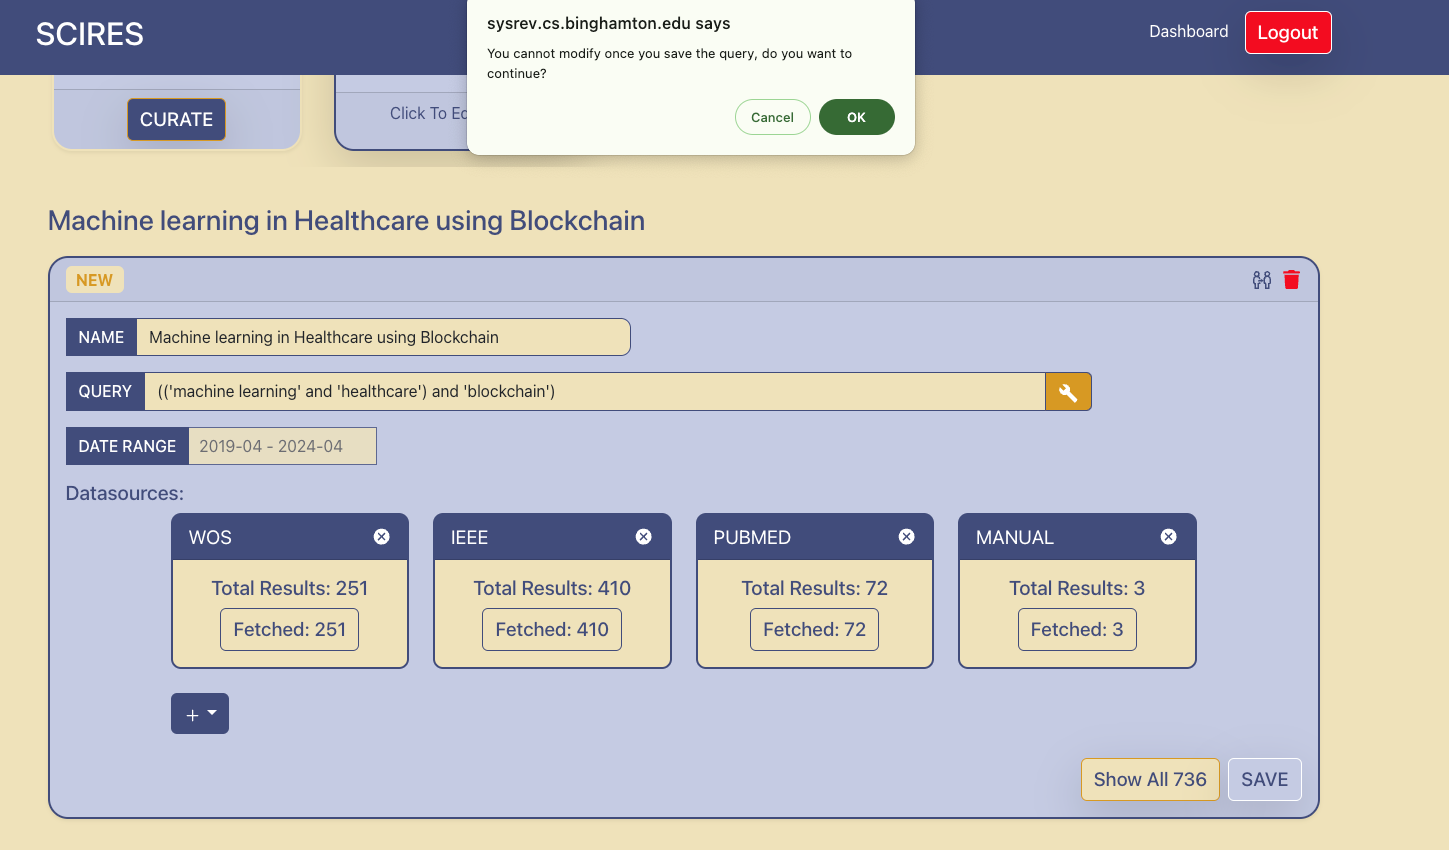 SCIRES
sysrev.cs.binghamton.edu says
You cannot modify once you save the query, do you want to
continue?
Cancel
OK
Dashboard
Logout
CURATE
Click To
Machine learning in Healthcare using Blockchain
NEW
NAME
Machine learning in Healthcare using Blockchain
QUERY
(('machine learning' and 'healthcare') and 'blockchain')
DATE RANGE
2019-04 - 2024-04
Datasources:
WOS
Total Results: 251
Fetched: 251
IEEE
Total Results: 410
Fetched: 410
PUBMED
Total Results: 72
Fetched: 72
MANUAL
Total Results: 3
Fetched: 3
+
Show All 736
SAVE